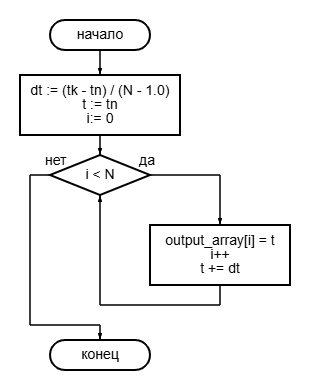 начало
dt := (tk - tn) / (N - 1.0)
t := tn
i:= 0
нет
да
i < N
output_array[i] = t
i++
t += dt
конец